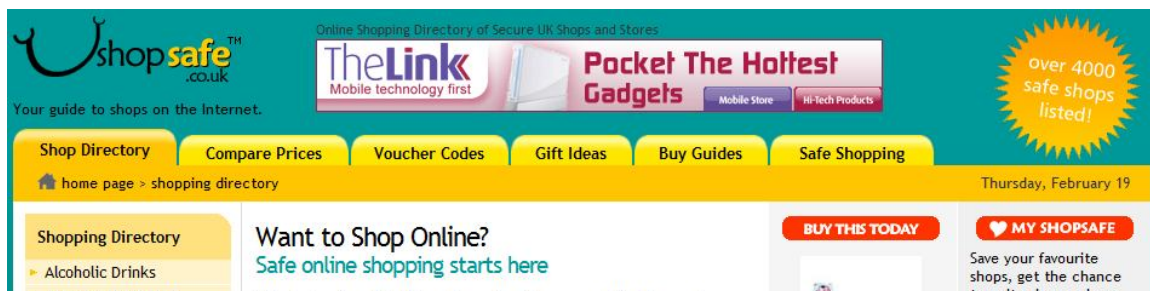 shopsafe™
.co.uk
Your guide to shops on the Internet.
Online Shopping Directory of Secure UK Shops and Stores
TheLink
Mobile technology first
Pocket The Hottest
Gadgets
Mobile Store
Hi-Tech Products
over 4000
safe shops
listed!
Shop Directory
Compare Prices
Voucher Codes
Gift Ideas
Buy Guides
Safe Shopping
home page > shopping directory
Thursday, February 19
Shopping Directory
Alcoholic Drinks
Want to Shop Online?
Safe online shopping starts here
BUY THIS TODAY
MY SHOPSAFE
Save your favourite
shops, get the chance